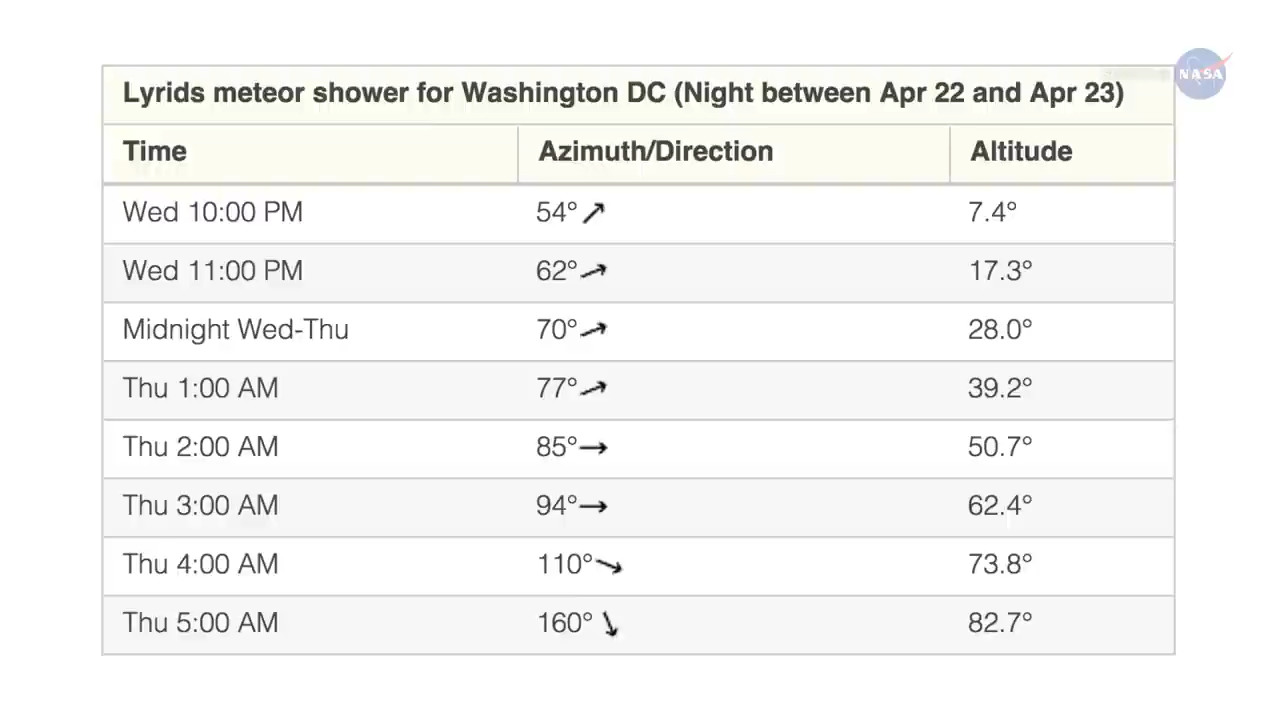 Lyrids meteor shower for Washington DC (Night between Apr 22 and Apr 23)
NASA
Time Azimuth/Direction Altitude
Wed 10:00 PM 54° 7.4°
Wed 11:00 PM 62° 17.3°
Midnight Wed-Thu 70° 28.0°
Thu 1:00 AM 77° 39.2°
Thu 2:00 AM 85° 50.7°
Thu 3:00 AM 94° 62.4°
Thu 4:00 AM 110° 73.8°
Thu 5:00 AM 160° 82.7°